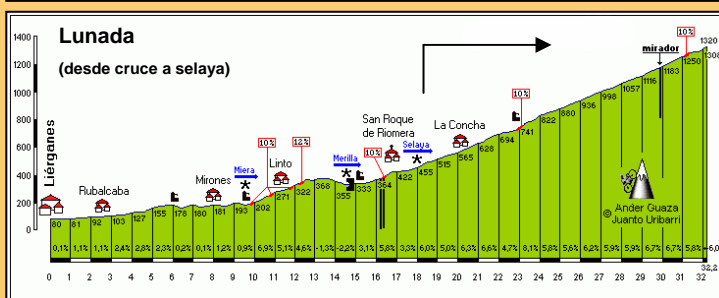 Lunada
(desde cruce a selaya)
1400
1200
1000
800
600
400
200
0
Liérganes
Rubalcaba
Mirones
Miera
10%
Linto
12%
Merilla
10%
San Roque
de Riomera
Selaya
La Concha
10%
mirador
10%
1320
1308
80 81 92 103 127 155 178 180 181 193 202 271 322 368 355 333 364 422 455 515 565 628 694 741 822 880 936 998 1057 1116 1183 1250
© Ander Guaza
Juanto Uribarri
0,1% 1,1% 1,1% 2,4% 2,8% 2,3% 0,2% 0,1% 1,2% 0,9% 6,9% 5,1% 4,6% -1,3% -2,2% 3,1% 5,8% 3,3% 6,0% 5,0% 6,3% 6,6% 4,7% 8,1% 5,8% 5,6% 6,2% 5,9% 5,9% 6,7% 6,7% 5,8% 6,0%
0 1 2 3 4 5 6 7 8 9 10 11 12 13 14 15 16 17 18 19 20 21 22 23 24 25 26 27 28 29 30 31 32
32,2